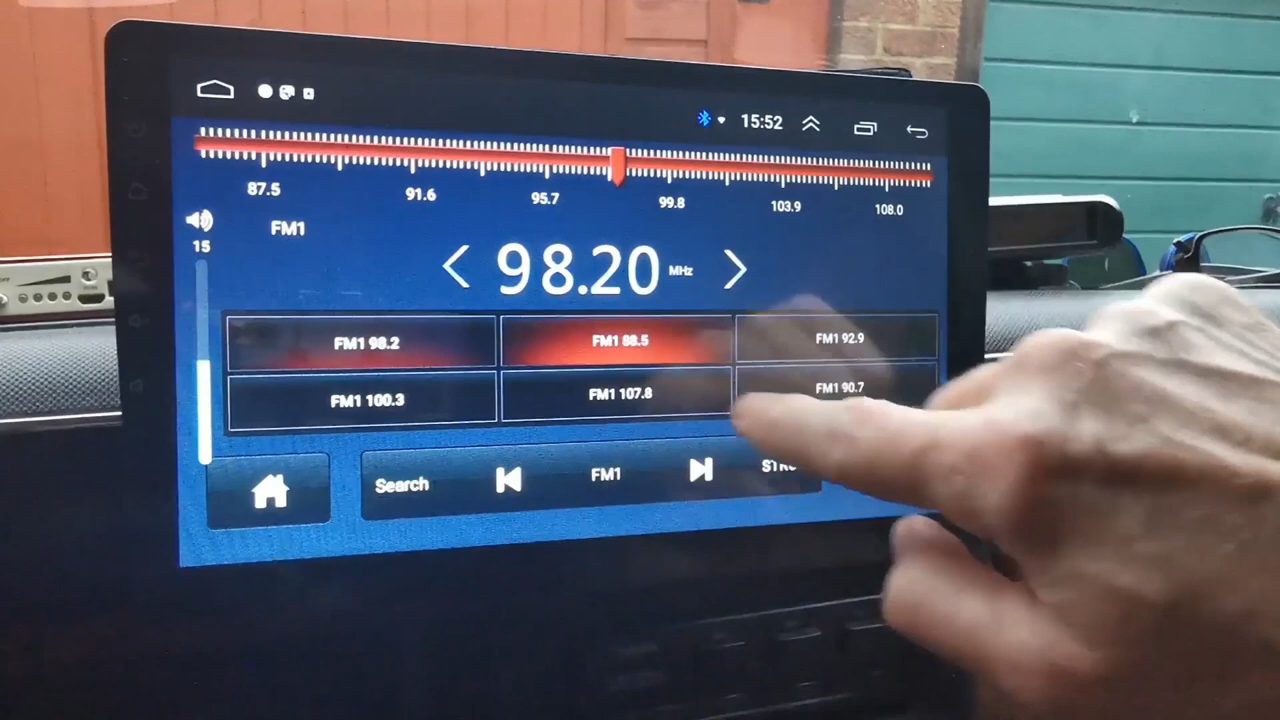 15:52
87.5 91.6 95.7 99.8 103.9 108.0
15
FM1
98.20 MHz
FM1 98.2 FM1 88.5 FM1 92.9
FM1 100.3 FM1 107.8 FM1 90.7
Search FM1